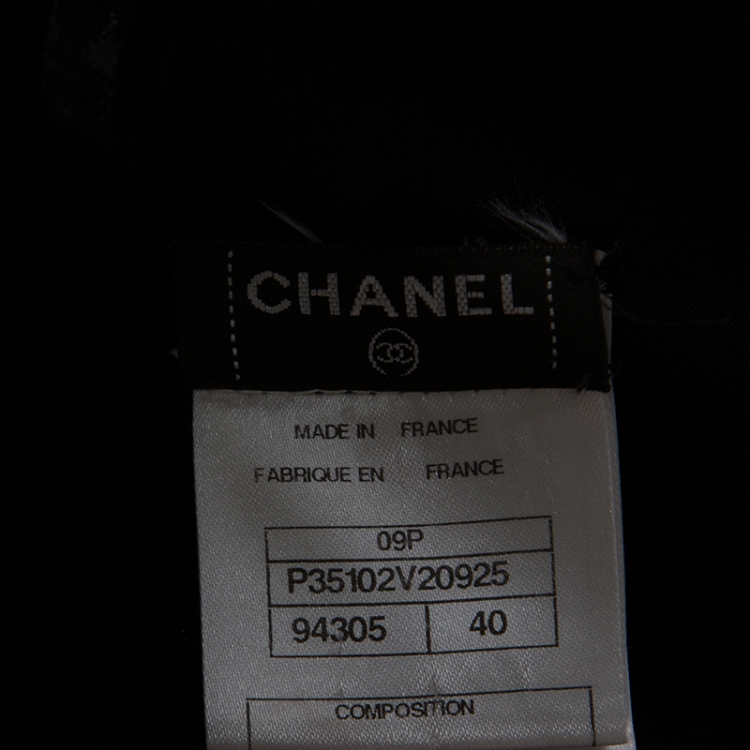 CHANEL
MADE IN FRANCE
FABRIQUE EN FRANCE
09P
P35102V20925
94305 40
COMPOSITION